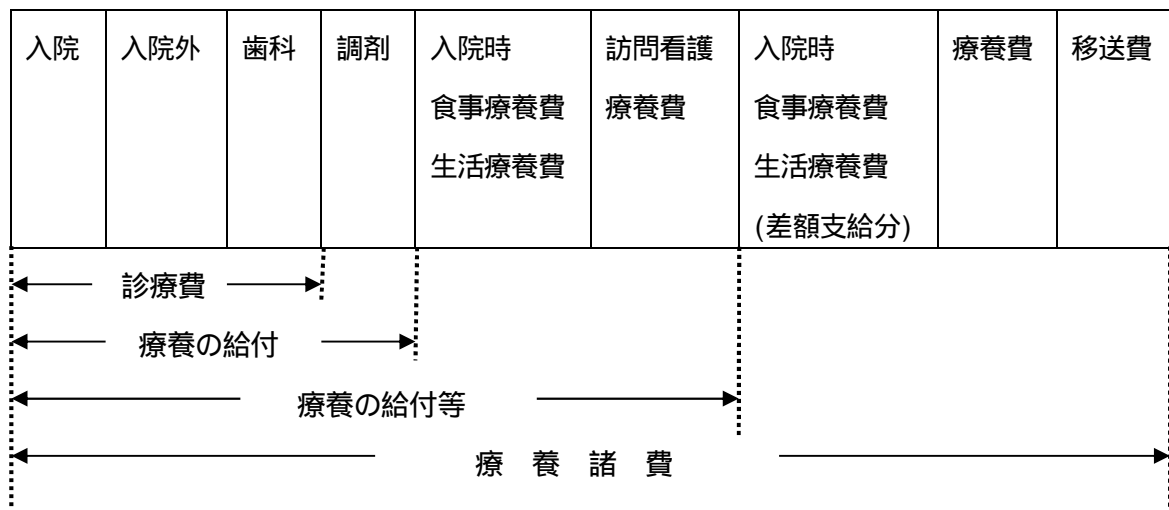 入院
入院外
歯科
調剤
入院時
食事療養費
生活療養費
訪問看護
療養費
入院時
食事療養費
生活療養費
(差額支給分)
療養費
移送費
診療費
療養の給付
療養の給付等
療 養 諸 費